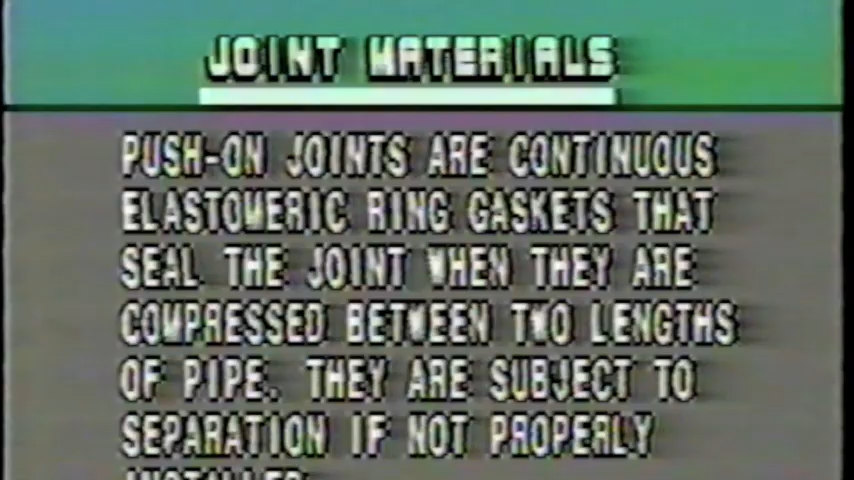 JOINT MATERIALS
PUSH-ON JOINTS ARE CONTINUOUS
ELASTOMERIC RING GASKETS THAT
SEAL THE JOINT WHEN THEY ARE
COMPRESSED BETWEEN TWO LENGTHS
OF PIPE. THEY ARE SUBJECT TO
SEPARATION IF NOT PROPERLY